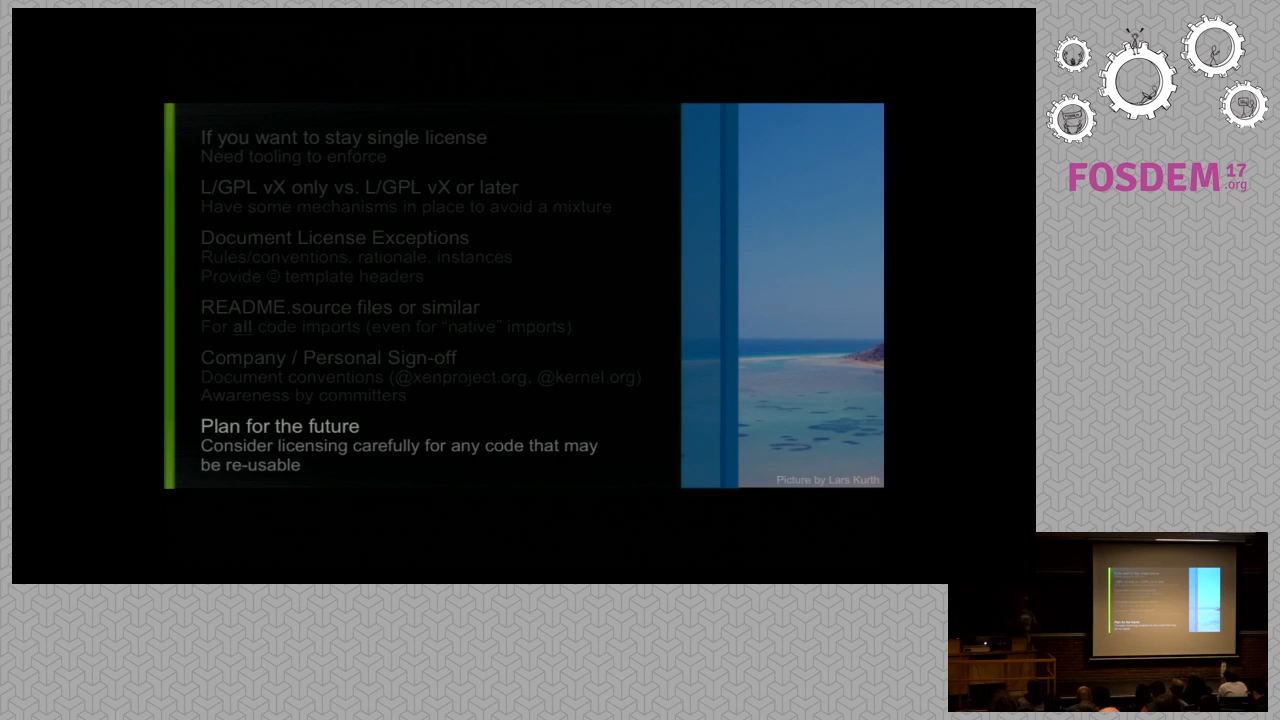 If you want to stay single license
Need tooling to enforce
L/GPL vX only vs. L/GPL vX or later
Have some mechanisms in place to avoid a mixture
Document License Exceptions
Rules/conventions, rationale, instances
Provide © template headers
README.source files or similar
For all code imports (even for “native” imports)
Company / Personal Sign-off
Document conventions (@xenproject.org, @kernel.org)
Awareness by committers
Plan for the future
Consider licensing carefully for any code that may
be re-usable
Picture by Lars Kurth
FOSDEM 17
.org